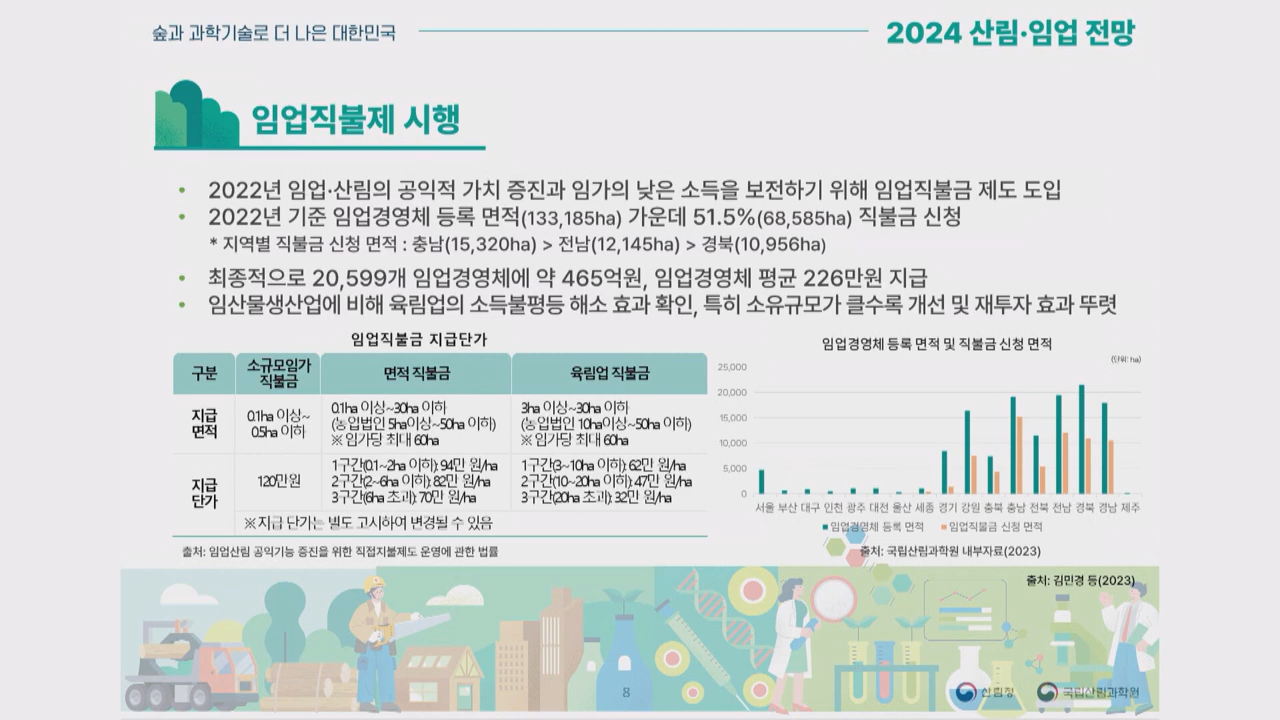 숲과 과학기술로 더 나은 대한민국
2024 산림·임업 전망
임업직불제 시행
• 2022년 임업·산림의 공익적 가치 증진과 임가의 낮은 소득을 보전하기 위해 임업직불금 제도 도입
• 2022년 기준 임업경영체 등록 면적(133,185ha) 가운데 51.5%(68,585ha) 직불금 신청
* 지역별 직불금 신청 면적 : 충남(15,320ha) > 전남(12,145ha) > 경북(10,956ha)
• 최종적으로 20,599개 임업경영체에 약 465억원, 임업경영체 평균 226만원 지급
• 임산물생산업에 비해 육림업의 소득불평등 해소 효과 확인, 특히 소유규모가 클수록 개선 및 재투자 효과 뚜렷
임업직불금 지급단가
구분
소규모임가
직불금
면적 직불금
육림업 직불금
지급
면적
0.1ha 이상~
0.5ha 이하
0.1ha 이상~30ha 이하
(농업법인 5ha이상~50ha 이하)
※ 임가당 최대 60ha
3ha 이상~30ha 이하
(농업법인 10ha이상~50ha 이하)
※ 임가당 최대 60ha
지급
단가
120만원
1구간(0.1~2ha 이하): 94만 원/ha
2구간(2~6ha 이하): 82만 원/ha
3구간(6ha 초과): 70만 원/ha
1구간(3~10ha 이하): 62만 원/ha
2구간(10~20ha 이하): 47만 원/ha
3구간(20ha 초과): 32만 원/ha
※ 지급 단가는 별도 고시하여 변경될 수 있음
출처: 임업산림 공익기능 증진을 위한 직접지불제도 운영에 관한 법률
임업경영체 등록 면적 및 직불금 신청 면적
(단위: ha)
25,000
20,000
15,000
10,000
5,000
0
서울 부산 대구 인천 광주 대전 울산 세종 경기 강원 충북 충남 전북 전남 경북 경남 제주
■ 임업경영체 등록 면적 ■ 임업직불금 신청 면적
출처: 국립산림과학원 내부자료(2023)
출처: 김민경 등(2023)
8
산림청
국립산림과학원